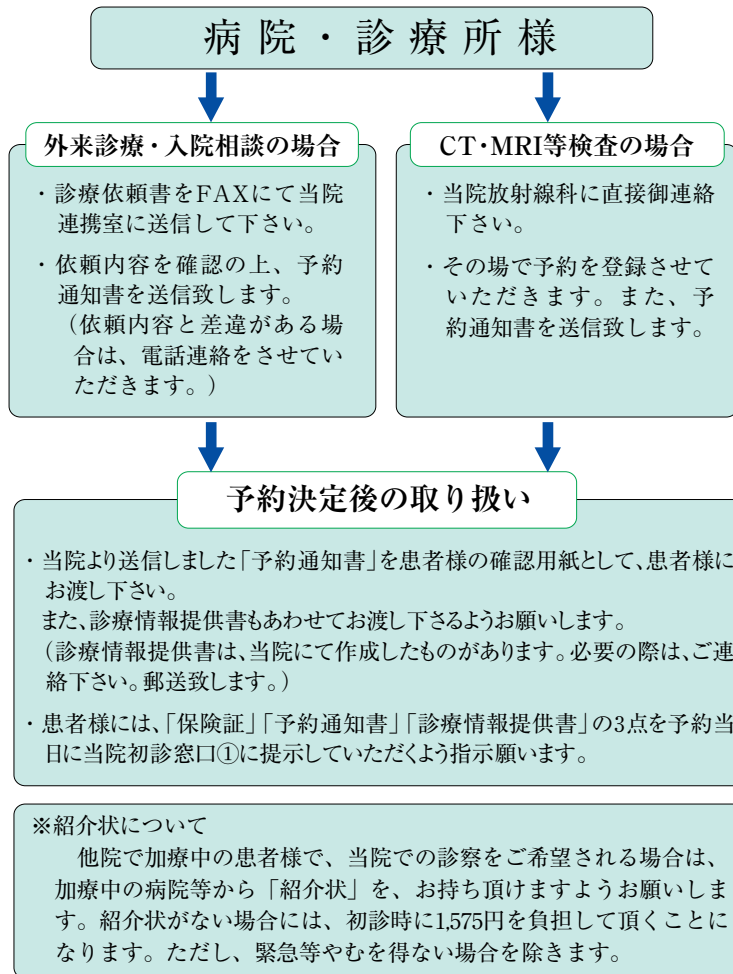 病院・診療所様
外来診療・入院相談の場合
・診療依頼書をFAXにて当院
連携室に送信して下さい。
・依頼内容を確認の上、予約
通知書を送信致します。
（依頼内容と差違がある場
合は、電話連絡をさせてい
ただきます。）
CT・MRI等検査の場合
・当院放射線科に直接御連絡
下さい。
・その場で予約を登録させて
いただきます。また、予
約通知書を送信致します。
予約決定後の取り扱い
・当院より送信しました「予約通知書」を患者様の確認用紙として、患者様に
お渡し下さい。
また、診療情報提供書もあわせてお渡し下さるようお願いします。
（診療情報提供書は、当院にて作成したものがあります。必要の際は、ご連
絡下さい。郵送致します。）
・患者様には、「保険証」「予約通知書」「診療情報提供書」の3点を予約当
日に当院初診窓口①に提示していただくよう指示願います。
※紹介状について
他院で加療中の患者様で、当院での診察をご希望される場合は、
加療中の病院等から「紹介状」を、お持ち頂けますようお願いしま
す。紹介状がない場合には、初診時に1,575円を負担して頂くことに
なります。ただし、緊急等やむを得ない場合を除きます。